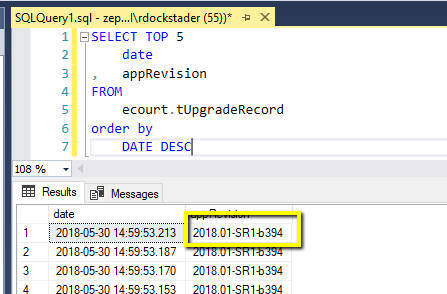 SQLQuery1.sql - zep...l\rdockstader (55))*
1 SELECT TOP 5
2 date
3 , appRevision
4 FROM
5 ecourt.tUpgradeRecord
6 order by
7 DATE DESC
108 %
Results Messages
date appRevision
1 2018-05-30 14:59:53.213 2018.01-SR1-b394
2 2018-05-30 14:59:53.187 2018.01-SR1-b394
3 2018-05-30 14:59:53.170 2018.01-SR1-b394
4 2018-05-30 14:59:53.153 2018.01-SR1-b394